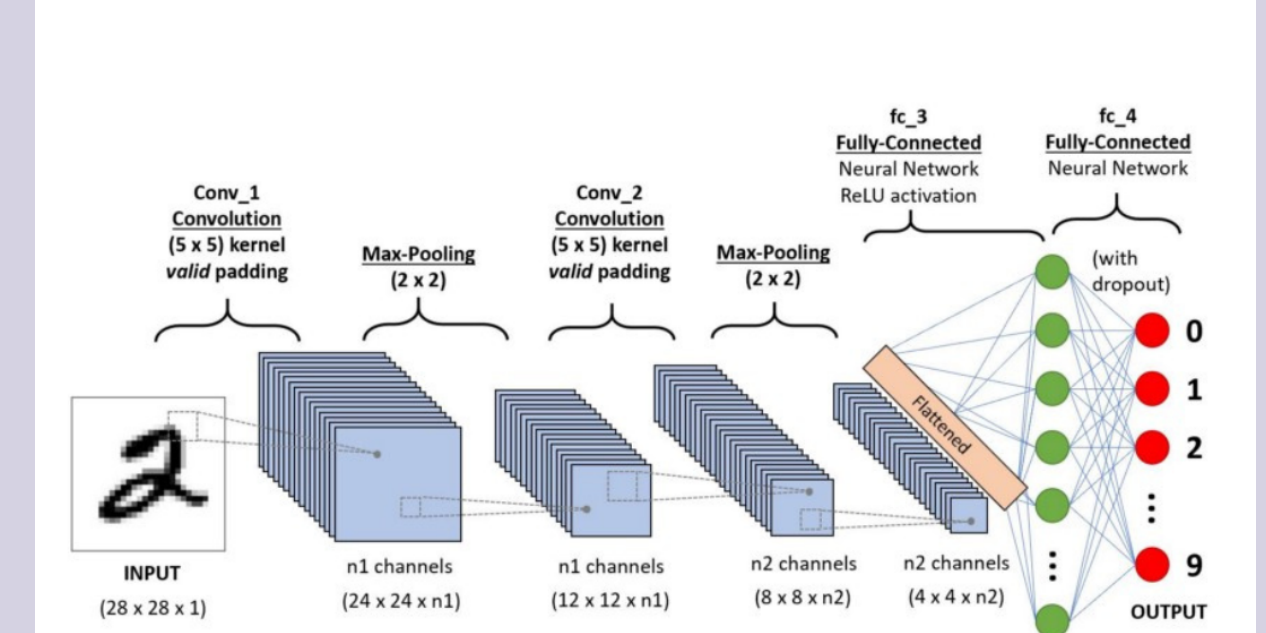 Conv_1
Convolution
(5 x 5) kernel
valid padding
Max-Pooling
(2 x 2)
Conv_2
Convolution
(5 x 5) kernel
valid padding
Max-Pooling
(2 x 2)
fc_3
Fully-Connected
Neural Network
ReLU activation
fc_4
Fully-Connected
Neural Network
(with
dropout)
Flattened
0
1
2
9
OUTPUT
INPUT
(28 x 28 x 1)
n1 channels
(24 x 24 x n1)
n1 channels
(12 x 12 x n1)
n2 channels
(8 x 8 x n2)
n2 channels
(4 x 4 x n2)